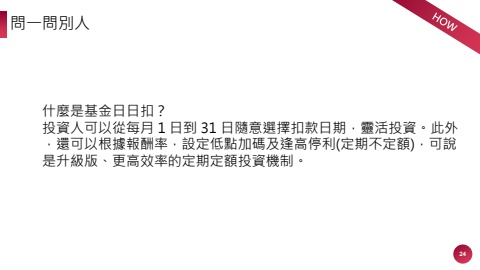 問一問別人
HOW
什麼是基金日日扣？
投資人可以從每月 1 日到 31 日隨意選擇扣款日期，靈活投資。此外
，還可以根據報酬率，設定低點加碼及逢高停利(定期不定額)，可說
是升級版、更高效率的定期定額投資機制。
24